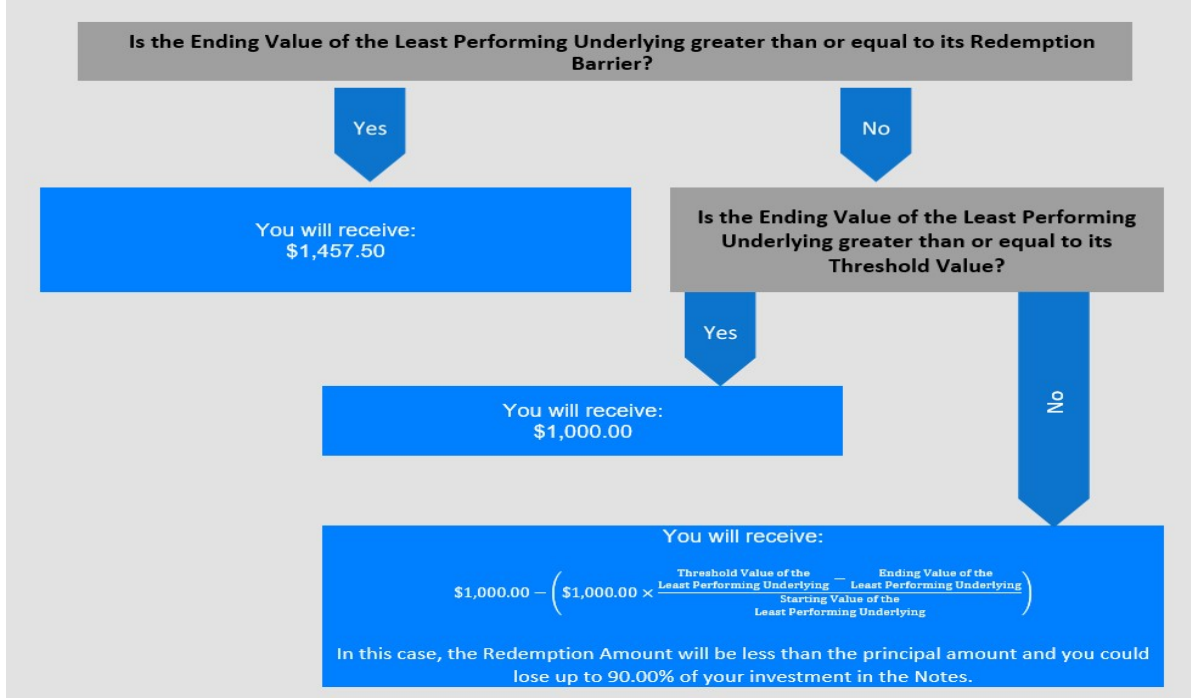 Is the Ending Value of the Least Performing Underlying greater than or equal to its Redemption
Barrier?
Yes
No
You will receive:
$1,457.50
Is the Ending Value of the Least Performing
Underlying greater than or equal to its
Threshold Value?
Yes
No
You will receive:
$1,000.00
You will receive:
$1,000.00 − ($1,000.00 × (Threshold Value of the Least Performing Underlying − Ending Value of the Least Performing Underlying) / Starting Value of the Least Performing Underlying)
In this case, the Redemption Amount will be less than the principal amount and you could
lose up to 90.00% of your investment in the Notes.